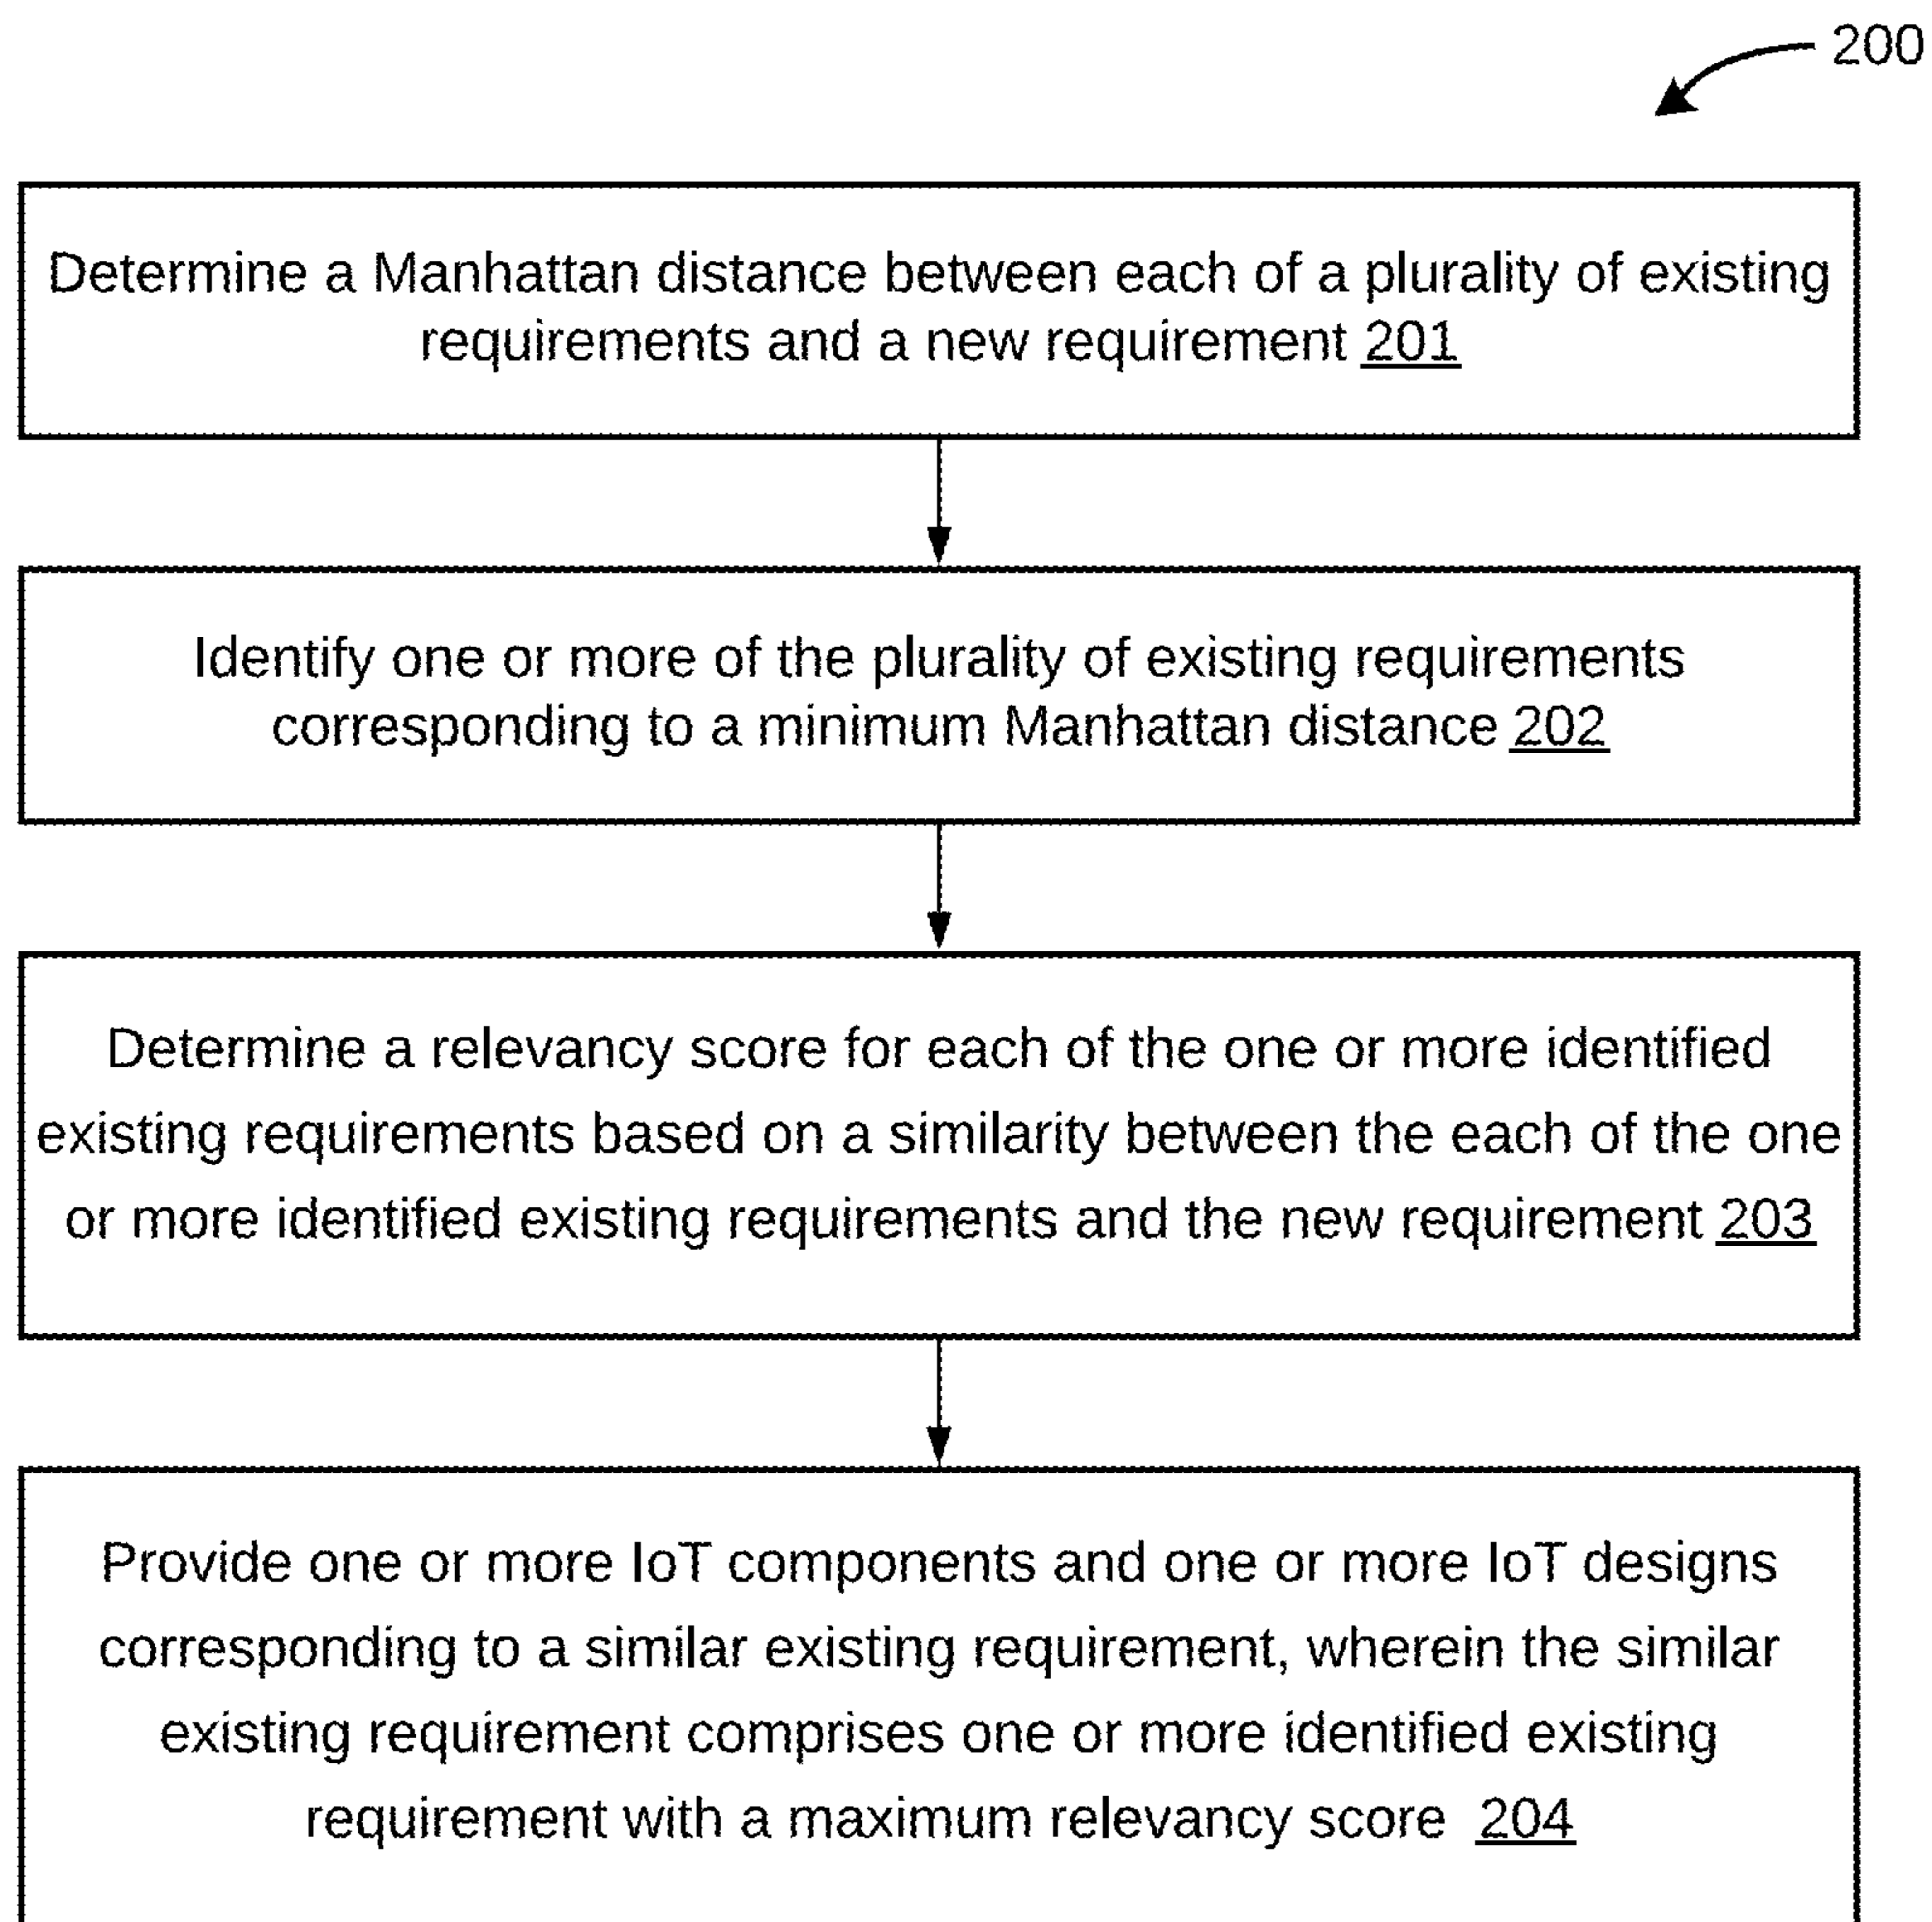 200
Determine a Manhattan distance between each of a plurality of existing
requirements and a new requirement 201
Identify one or more of the plurality of existing requirements
corresponding to a minimum Manhattan distance 202
Determine a relevancy score for each of the one or more identified
existing requirements based on a similarity between the each of the one
or more identified existing requirements and the new requirement 203
Provide one or more IoT components and one or more IoT designs
corresponding to a similar existing requirement, wherein the similar
existing requirement comprises one or more identified existing
requirement with a maximum relevancy score 204